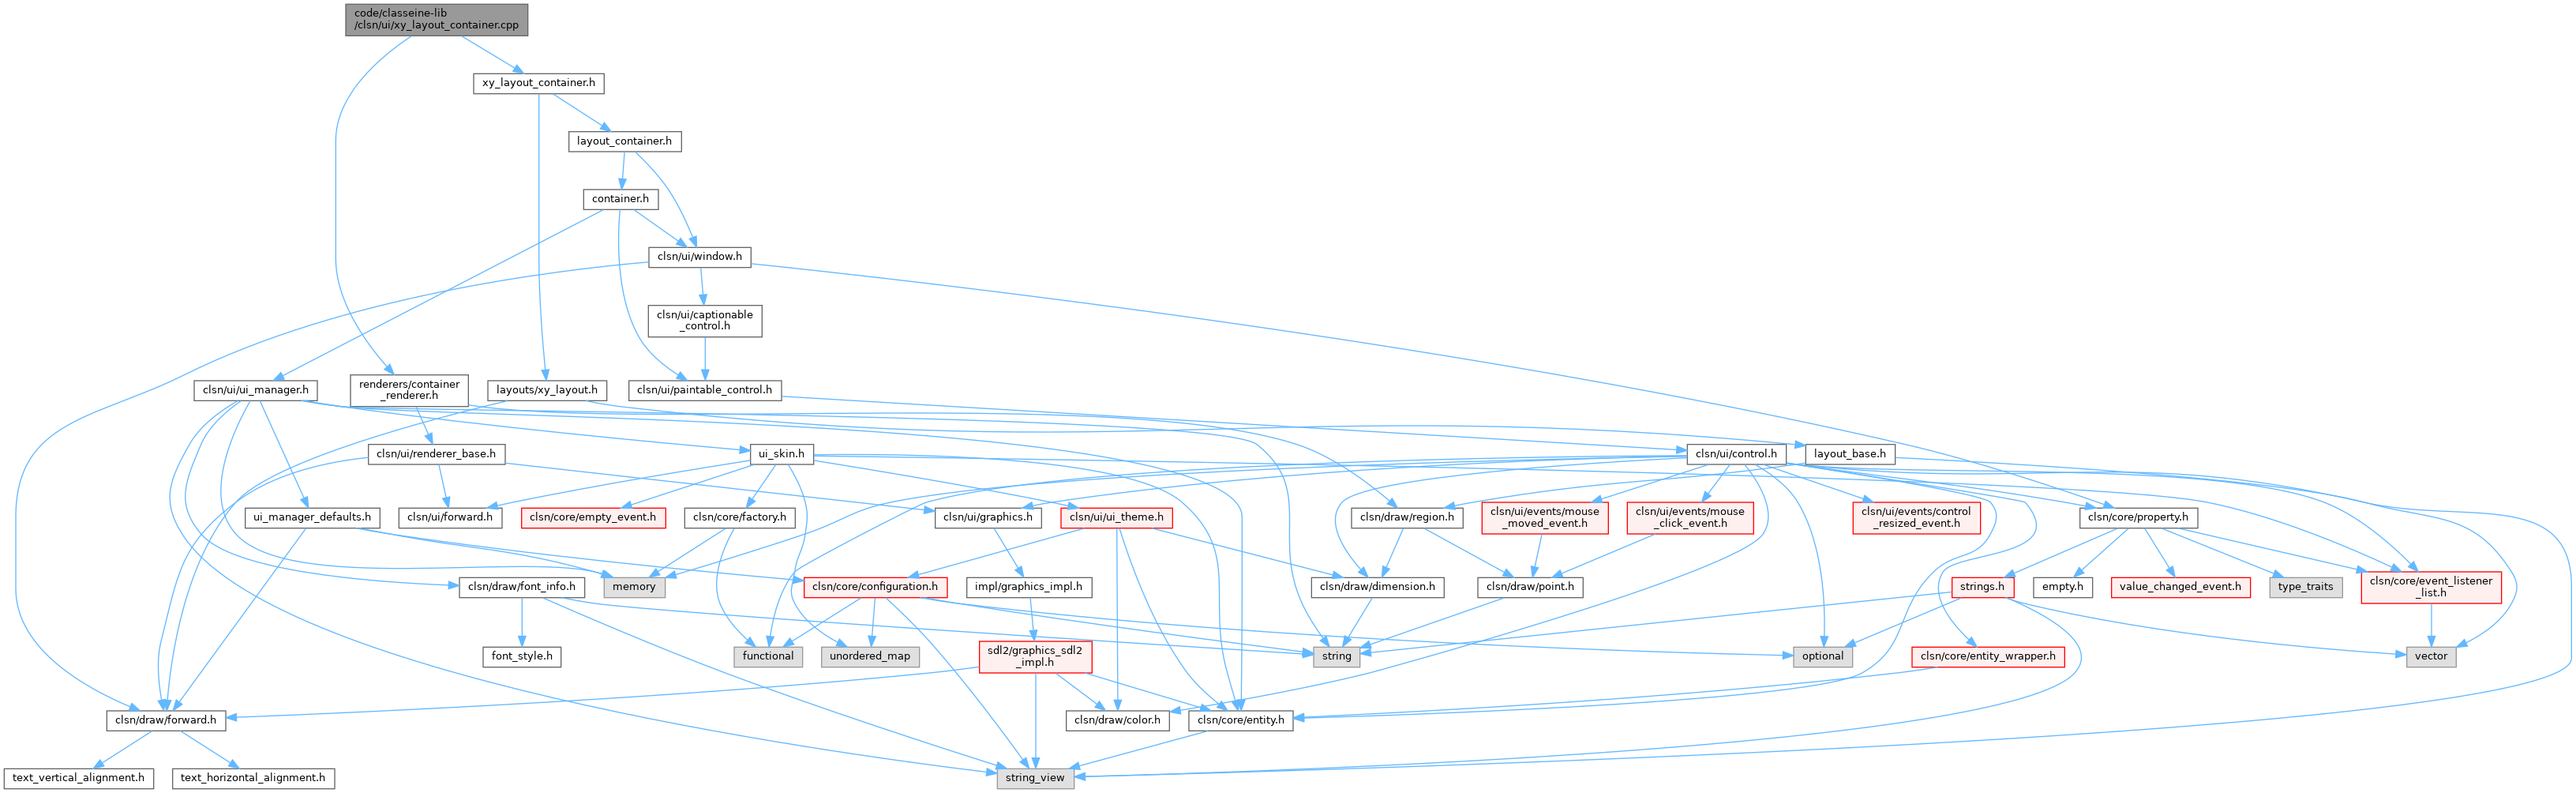 code/classeine-lib
/clsn/ui/xy_layout_container.cpp
xy_layout_container.h
layout_container.h
container.h
clsn/ui/window.h
clsn/ui/captionable
_control.h
clsn/ui/ui_manager.h
renderers/container
_renderer.h
layouts/xy_layout.h
clsn/ui/paintable_control.h
clsn/ui/renderer_base.h
ui_skin.h
clsn/ui/control.h
layout_base.h
ui_manager_defaults.h
clsn/ui/forward.h
clsn/core/empty_event.h
clsn/core/factory.h
clsn/ui/graphics.h
clsn/ui/ui_theme.h
clsn/draw/region.h
clsn/ui/events/mouse
_moved_event.h
clsn/ui/events/mouse
_click_event.h
clsn/ui/events/control
_resized_event.h
clsn/core/property.h
clsn/draw/font_info.h
memory
clsn/core/configuration.h
impl/graphics_impl.h
clsn/draw/dimension.h
clsn/draw/point.h
strings.h
empty.h
value_changed_event.h
type_traits
clsn/core/event_listener
_list.h
font_style.h
functional
unordered_map
sdl2/graphics_sdl2
_impl.h
string
optional
clsn/core/entity_wrapper.h
vector
clsn/draw/forward.h
clsn/draw/color.h
clsn/core/entity.h
text_vertical_alignment.h
text_horizontal_alignment.h
string_view